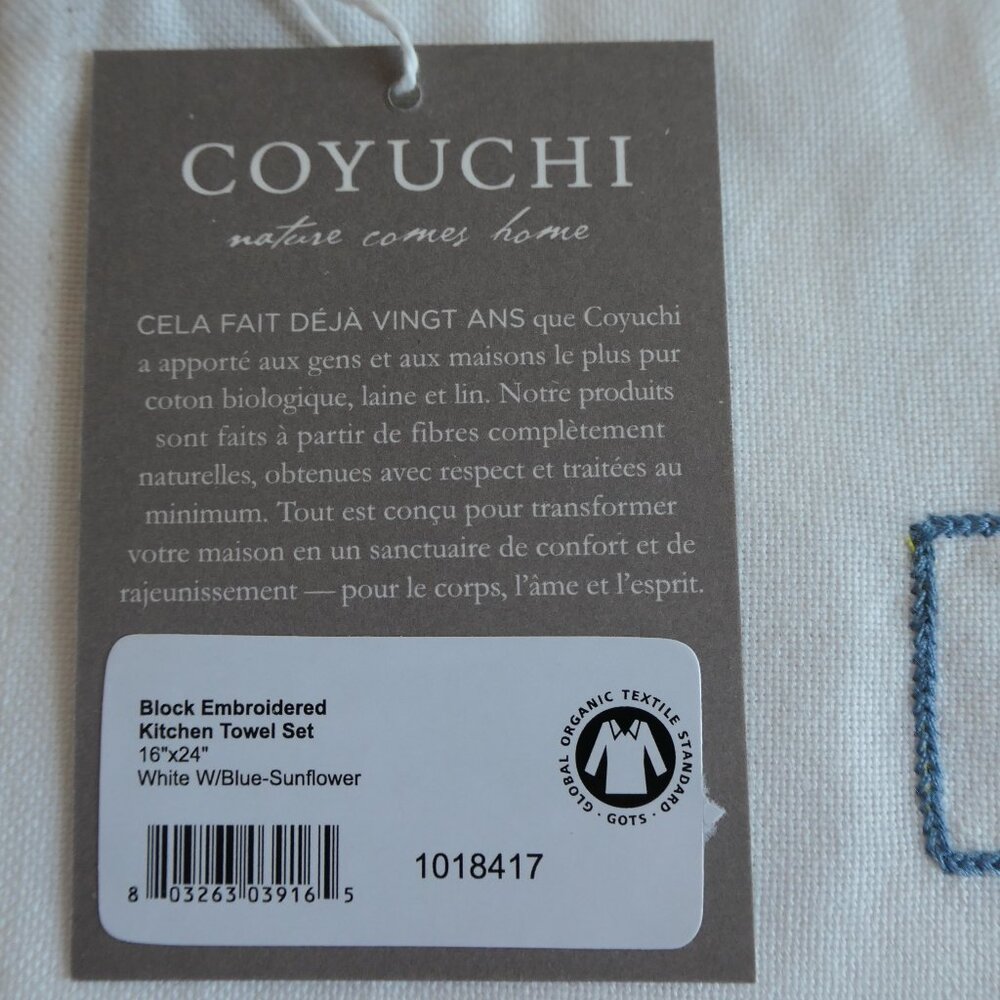 COYUCHI
nature comes home
CELA FAIT DÉJÀ VINGT ANS que Coyuchi
a apporté aux gens et aux maisons le plus pur
coton biologique, laine et lin. Notre produits
sont faits à partir de fibres complètement
naturelles, obtenues avec respect et traitées au
minimum. Tout est conçu pour transformer
votre maison en un sanctuaire de confort et de
rajeunissement — pour le corps, l'âme et l'esprit.
Block Embroidered
Kitchen Towel Set
16"x24"
White W/Blue-Sunflower
GLOBAL ORGANIC TEXTILE STANDARD
· GOTS ·
8 03263 03916 5
1018417